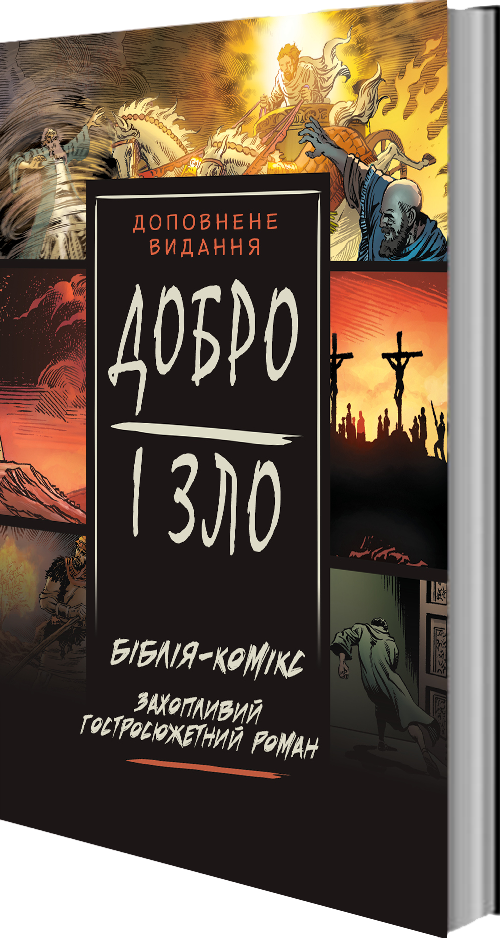 ДОПОВНЕНЕ
ВИДАННЯ
ДОБРО
І ЗЛО
БІБЛІЯ-КОМІКС
ЗАХОПЛИВИЙ
ГОСТРОСЮЖЕТНИЙ РОМАН